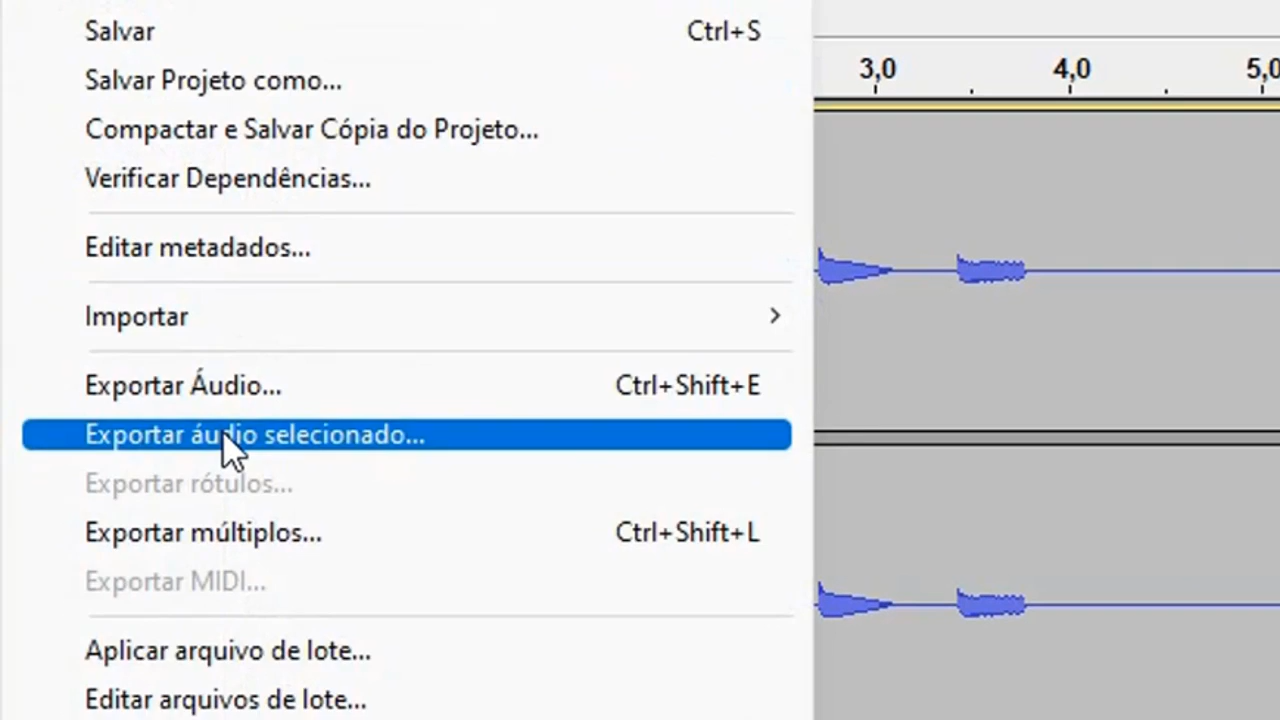 Salvar Ctrl+S
3,0 4,0 5,0
Salvar Projeto como...
Compactar e Salvar Cópia do Projeto...
Verificar Dependências...
Editar metadados...
Importar
Exportar Áudio... Ctrl+Shift+E
Exportar áudio selecionado...
Exportar rótulos...
Exportar múltiplos... Ctrl+Shift+L
Exportar MIDI...
Aplicar arquivo de lote...
Editar arquivos de lote...